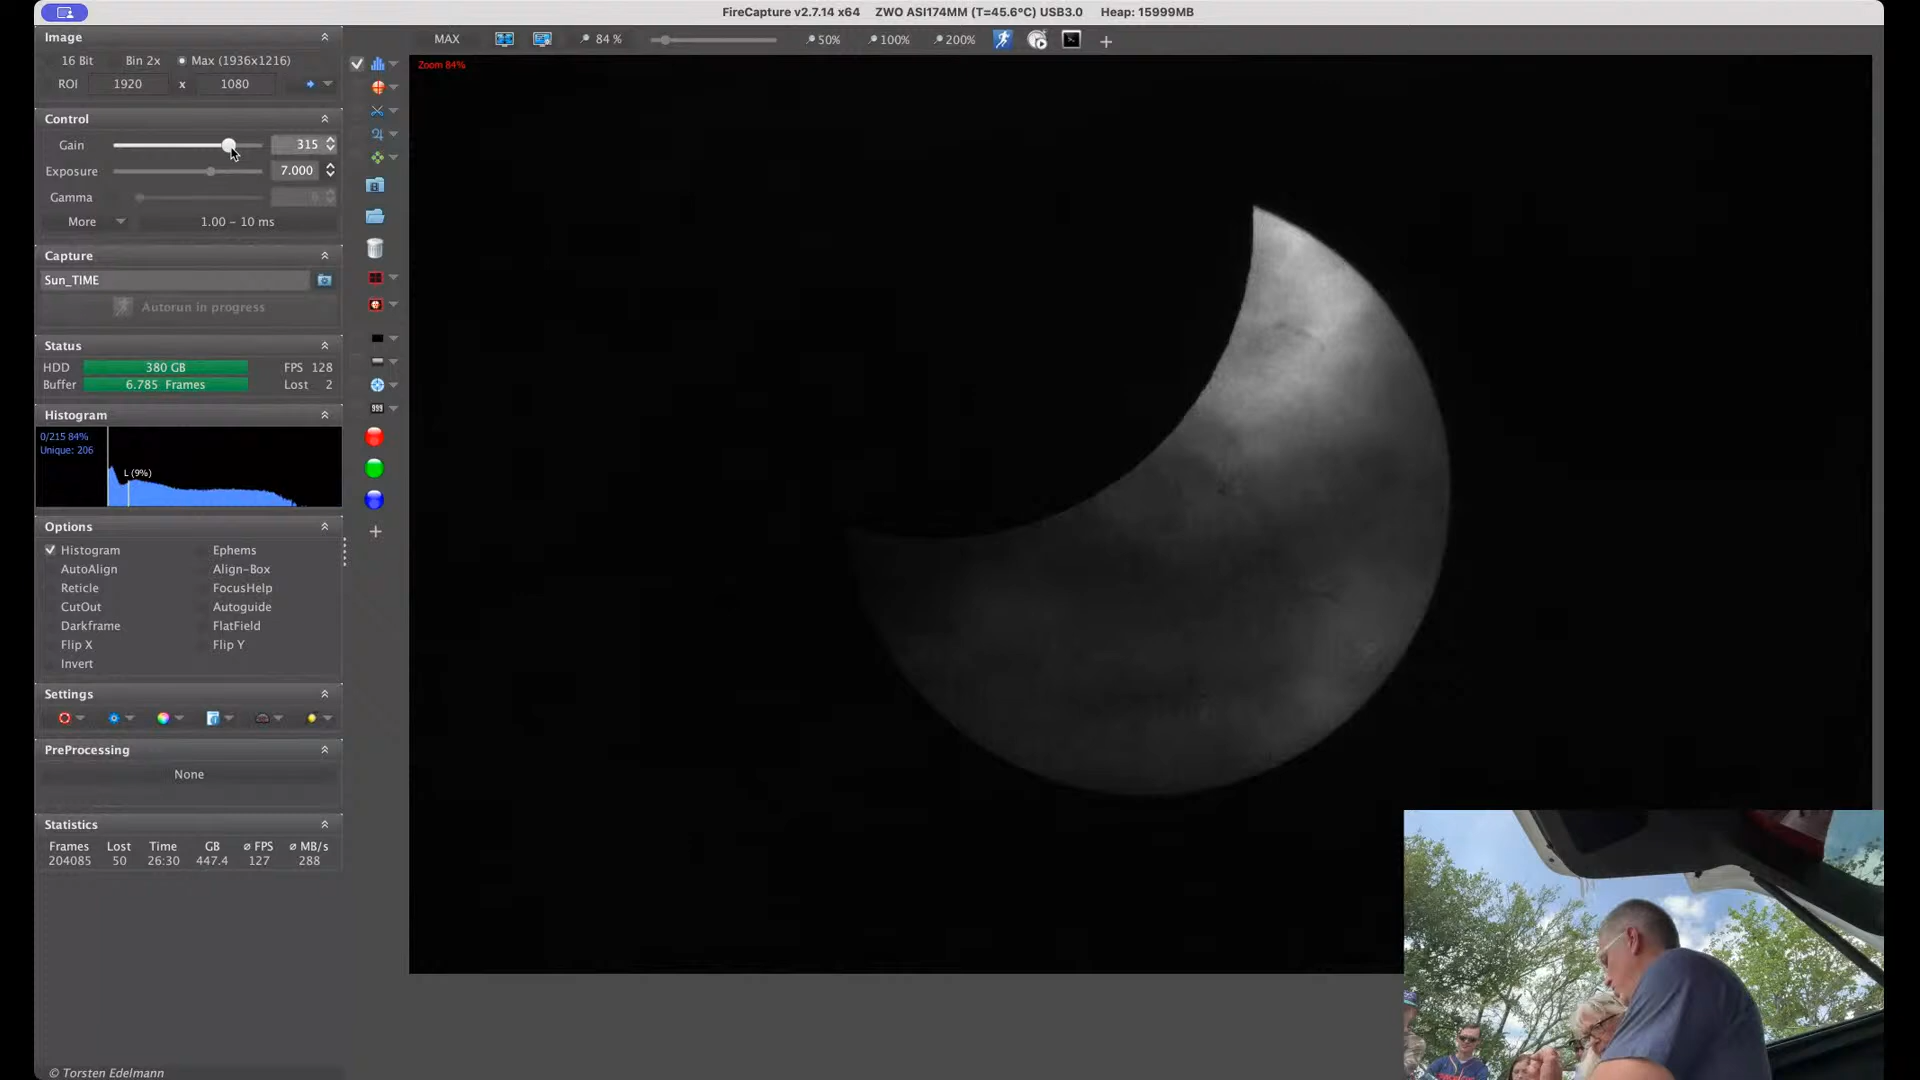 FireCapture v2.7.14 x64 ZWO ASI174MM (T=45.6°C) USB3.0 Heap: 15999MB
Image
MAX 84 % 50% 100% 200%
16 Bit Bin 2x Max (1936x1216)
Zoom 84%
ROI 1920 x 1080
Control
Gain 315
Exposure 7.000
Gamma
More 1.00 - 10 ms
Capture
Sun_TIME
Autorun in progress
Status
HDD 380 GB FPS 128
Buffer 6.785 Frames Lost 2
999
Histogram
0/215 84%
Unique: 206
L (9%)
Options
Histogram Ephems
AutoAlign Align-Box
Reticle FocusHelp
CutOut Autoguide
Darkframe FlatField
Flip X Flip Y
Invert
Settings
PreProcessing
None
Statistics
Frames Lost Time GB ø FPS ø MB/s
204085 50 26:30 447.4 127 288
© Torsten Edelmann